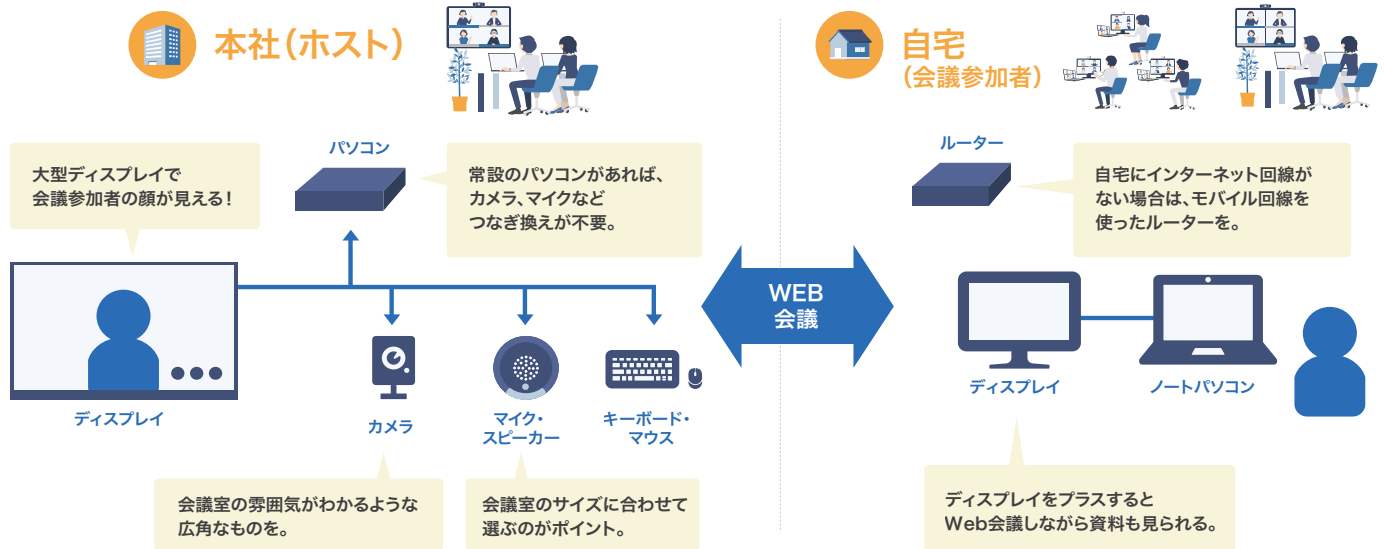 本社（ホスト）
パソコン
大型ディスプレイで
会議参加者の顔が見える！
常設のパソコンがあれば、
カメラ、マイクなど
つなぎ換えが不要。
ディスプレイ
カメラ
マイク・
スピーカー
キーボード・
マウス
会議室の雰囲気がわかるような
広角なものを。
会議室のサイズに合わせて
選ぶのがポイント。
WEB
会議
自宅
（会議参加者）
ルーター
自宅にインターネット回線が
ない場合は、モバイル回線を
使ったルーターを。
ディスプレイ
ノートパソコン
ディスプレイをプラスすると
Web会議しながら資料も見られる。